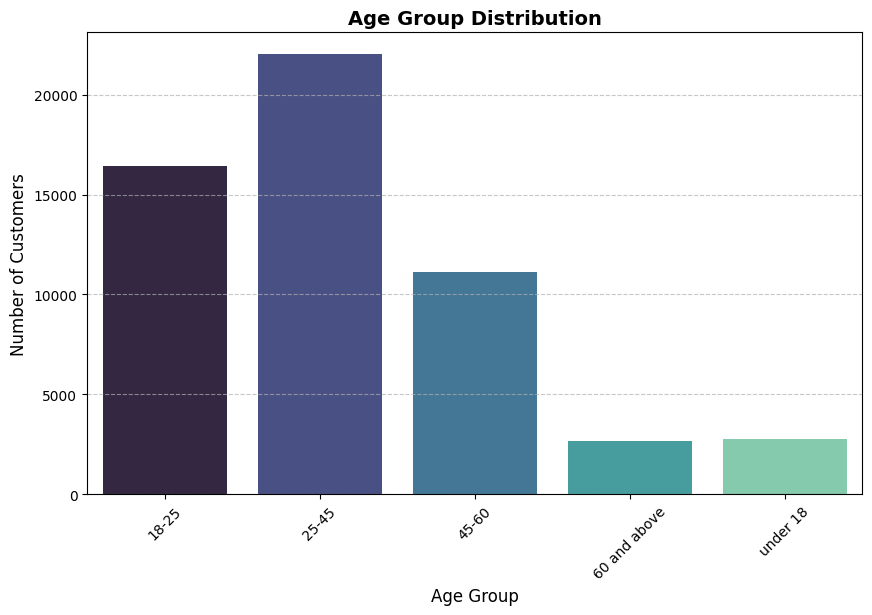 Age Group Distribution
Number of Customers
20000
15000
10000
5000
0
18-25
25-45
45-60
60 and above
under 18
Age Group